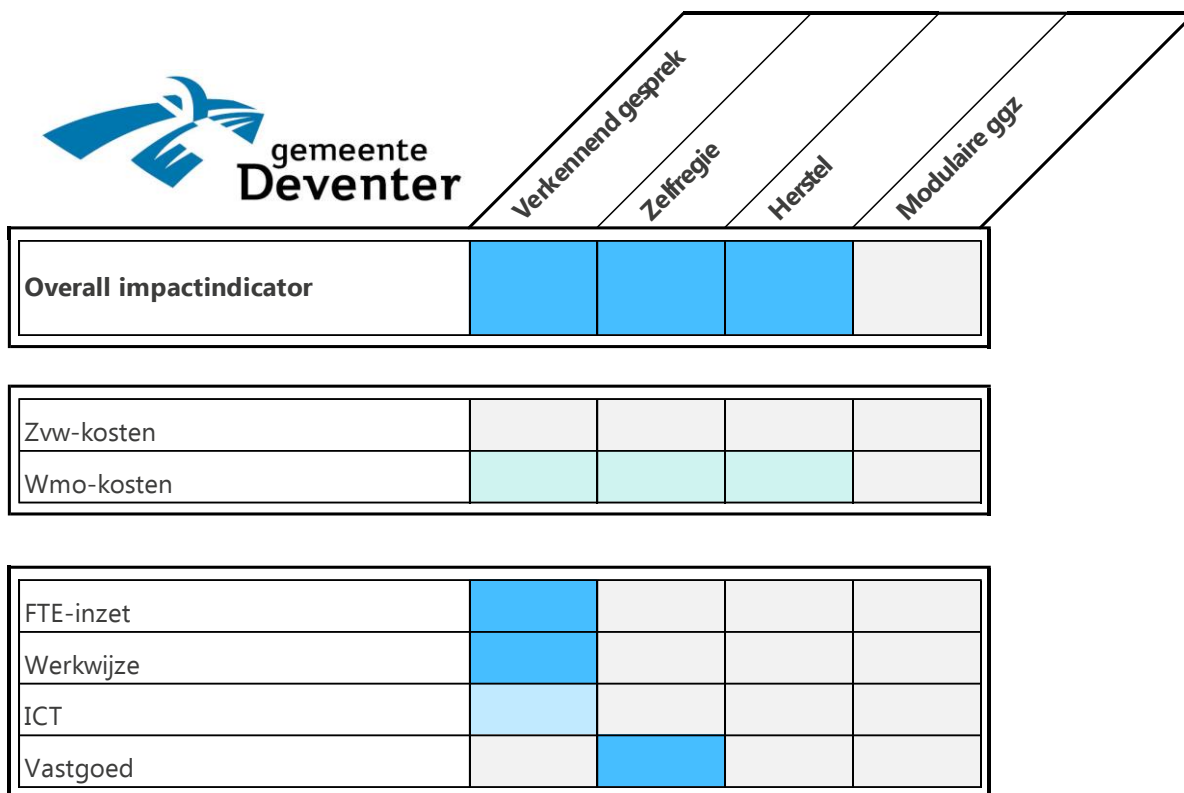 gemeente
Deventer
Verkennend gesprek
Zelfregie
Herstel
Modulaire ggz
Overall impactindicator
Zvw-kosten
Wmo-kosten
FTE-inzet
Werkwijze
ICT
Vastgoed